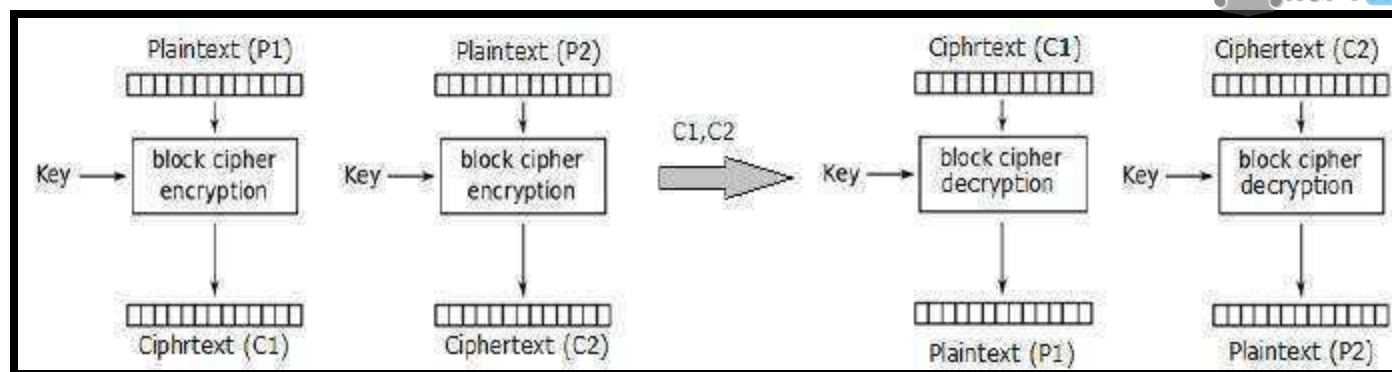 Plaintext (P1)
Plaintext (P2)
Ciphrtext (C1)
Ciphertext (C2)
C1,C2
Key
block cipher
encryption
Key
block cipher
encryption
Key
block cipher
decryption
Key
block cipher
decryption
Ciphrtext (C1)
Ciphertext (C2)
Plaintext (P1)
Plaintext (P2)